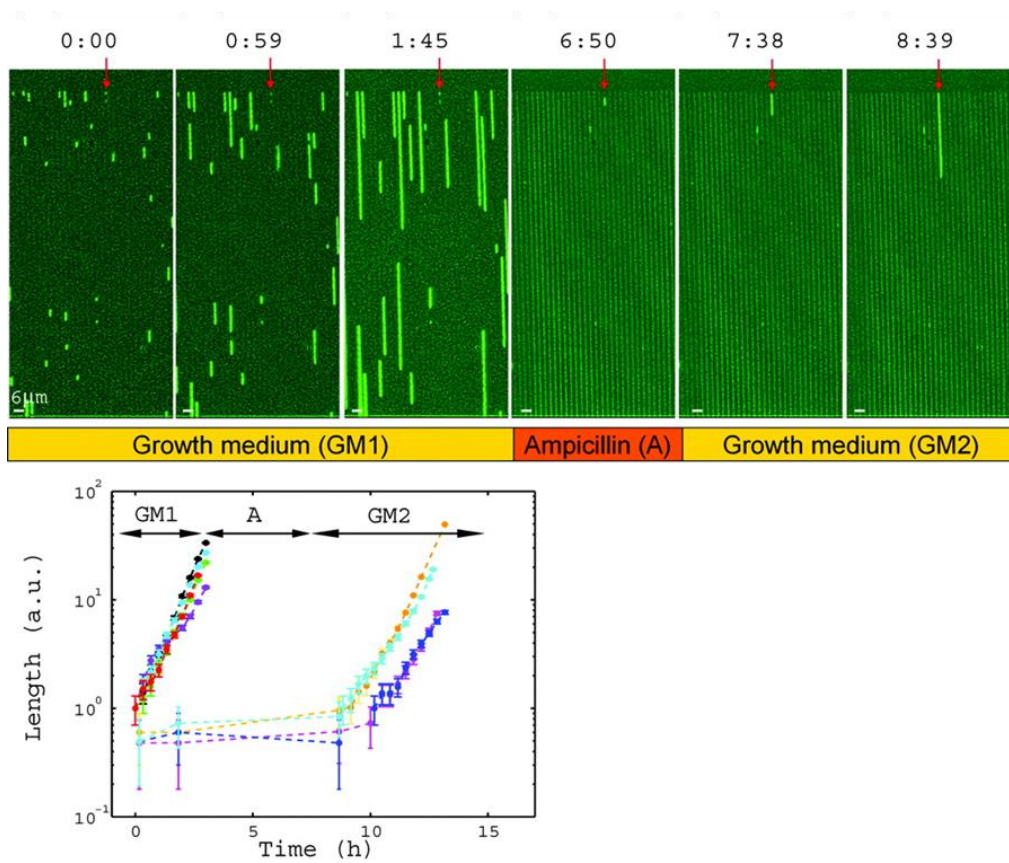 0:00 0:59 1:45 6:50 7:38 8:39
6μm
Growth medium (GM1) Ampicillin (A) Growth medium (GM2)
10²
GM1 A GM2
10¹
Length (a.u.)
10⁰
10⁻¹
0 5 10 15
Time (h)